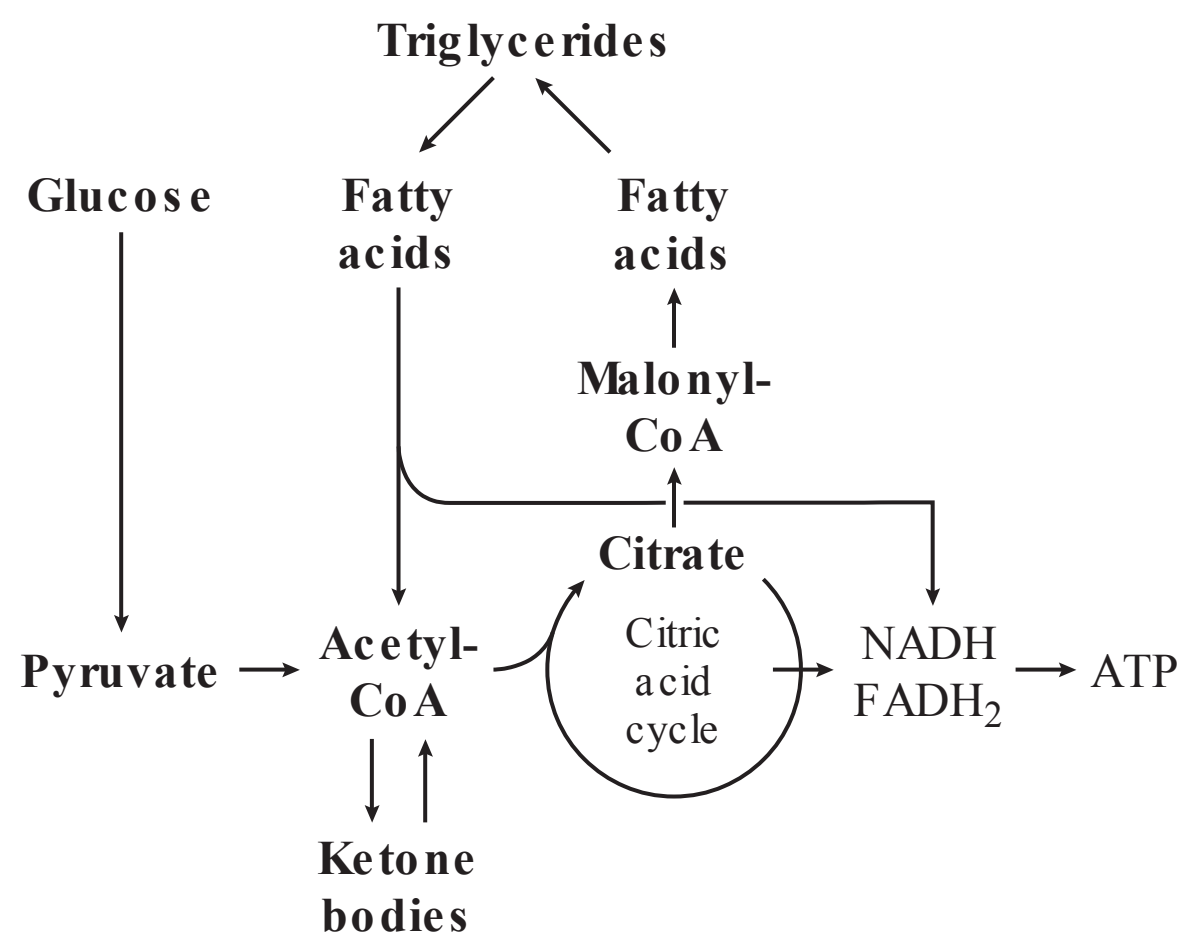 Triglycerides
Glucose
Fatty
acids
Fatty
acids
Malonyl-
CoA
Citrate
Pyruvate
Acetyl-
CoA
Citric
acid
cycle
NADH
FADH₂
ATP
Ketone
bodies